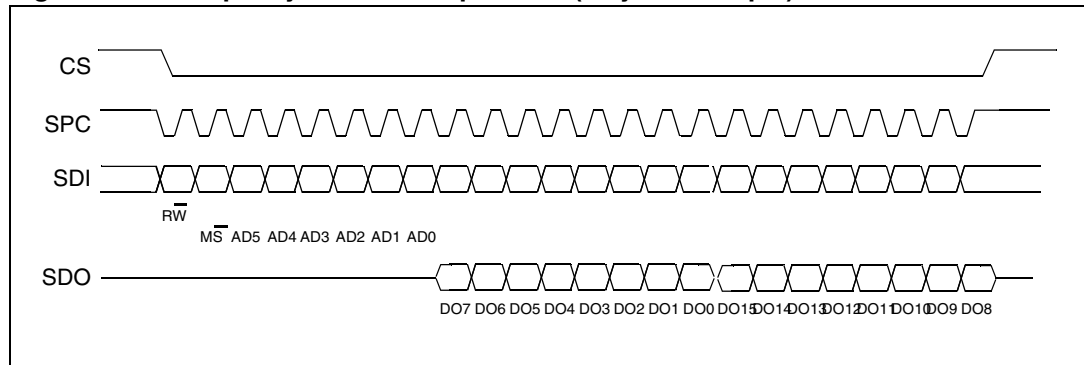 CS
SPC
SDI
RW
MS AD5 AD4 AD3 AD2 AD1 AD0
SDO
DO7 DO6 DO5 DO4 DO3 DO2 DO1 DO0 DO15 DO14 DO13 DO12 DO11 DO10 DO9 DO8